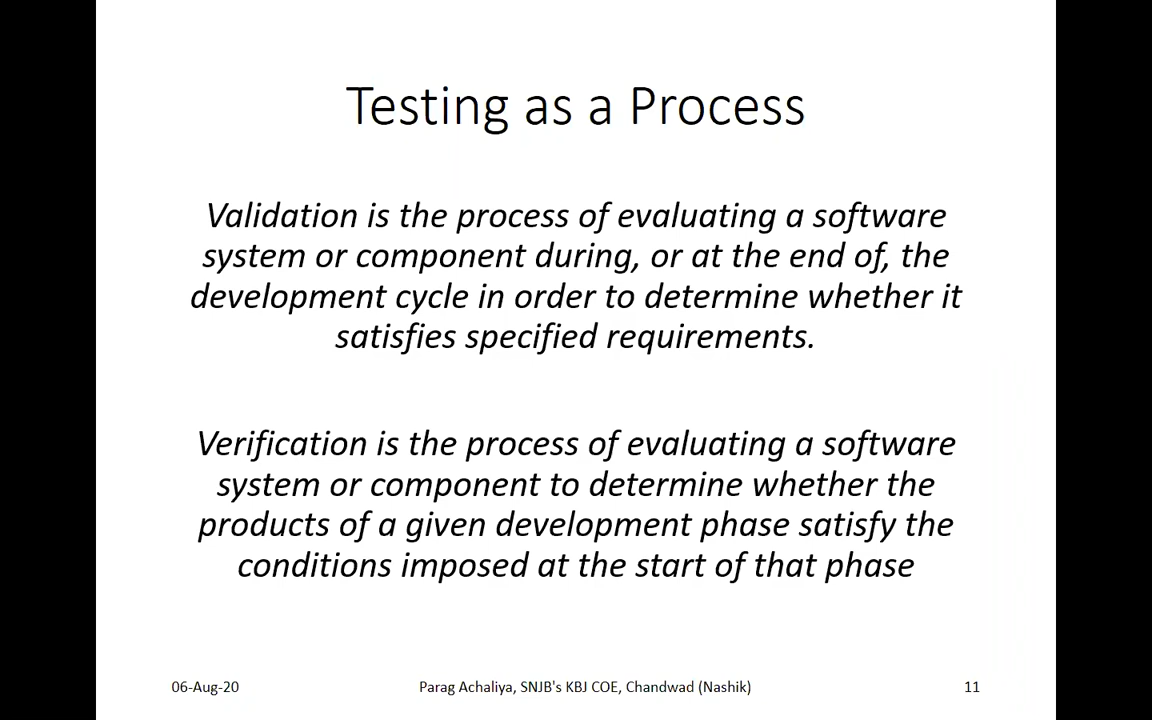 Testing as a Process
Validation is the process of evaluating a software
system or component during, or at the end of, the
development cycle in order to determine whether it
satisfies specified requirements.
Verification is the process of evaluating a software
system or component to determine whether the
products of a given development phase satisfy the
conditions imposed at the start of that phase
06-Aug-20
Parag Achaliya, SNJB's KBJ COE, Chandwad (Nashik)
11